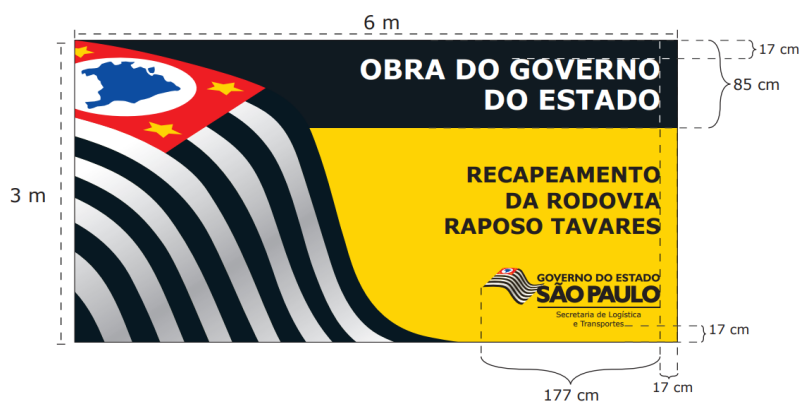 6 m
17 cm
OBRA DO GOVERNO
DO ESTADO
85 cm
3 m
RECAPEAMENTO
DA RODOVIA
RAPOSO TAVARES
GOVERNO DO ESTADO
SÃO PAULO
Secretaria de Logística
e Transportes
17 cm
177 cm
17 cm